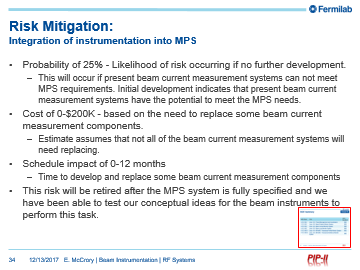 Fermilab
Risk Mitigation:
Integration of instrumentation into MPS
• Probability of 25% - Likelihood of risk occurring if no further development.
– This will occur if present beam current measurement systems can not meet
MPS requirements. Initial development indicates that present beam current
measurement systems have the potential to meet the MPS needs.
• Cost of 0-$200K - based on the need to replace some beam current
measurement components.
– Estimate assumes that not all of the beam current measurement systems will
need replacing.
• Schedule impact of 0-12 months
– Time to develop and replace some beam current measurement components
• This risk will be retired after the MPS system is fully specified and we
have been able to test our conceptual ideas for the beam instruments to
perform this task.
34 12/13/2017 E. McCrory | Beam Instrumentation | RF Systems
PIP-II